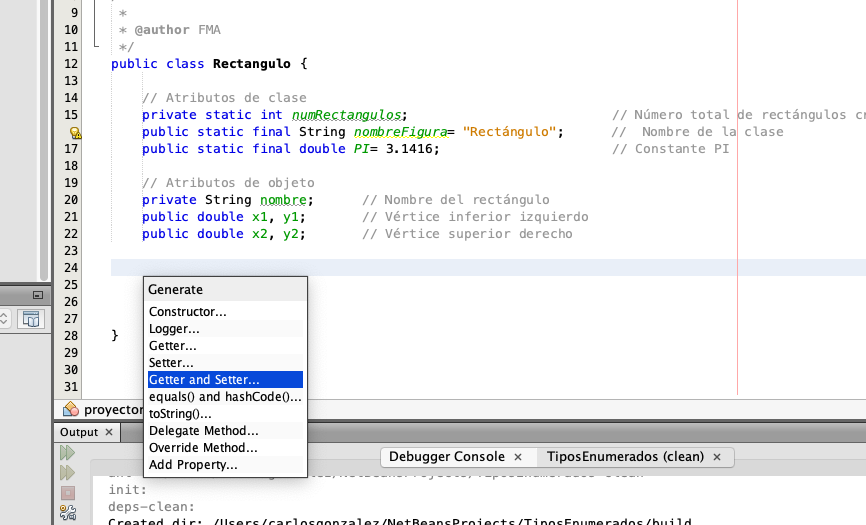 9 *
10 * @author FMA
11 */
12 public class Rectangulo {
13
14 // Atributos de clase
15 private static int numRectangulos; // Número total de rectángulos cr
public static final String nombreFigura= "Rectángulo"; // Nombre de la clase
17 public static final double PI= 3.1416; // Constante PI
18
19 // Atributos de objeto
20 private String nombre; // Nombre del rectángulo
21 public double x1, y1; // Vértice inferior izquierdo
22 public double x2, y2; // Vértice superior derecho
23
24
25
26
27
28 }
29
30
31
Generate
Constructor...
Logger...
Getter...
Setter...
Getter and Setter...
equals() and hashCode()...
toString()...
Delegate Method...
Override Method...
Add Property...
proyector
Output ×
Debugger Console × TiposEnumerados (clean) ×
init:
deps-clean:
Created dir: /Users/carlosgonzalez/NetBeansProjects/TiposEnumerados/build